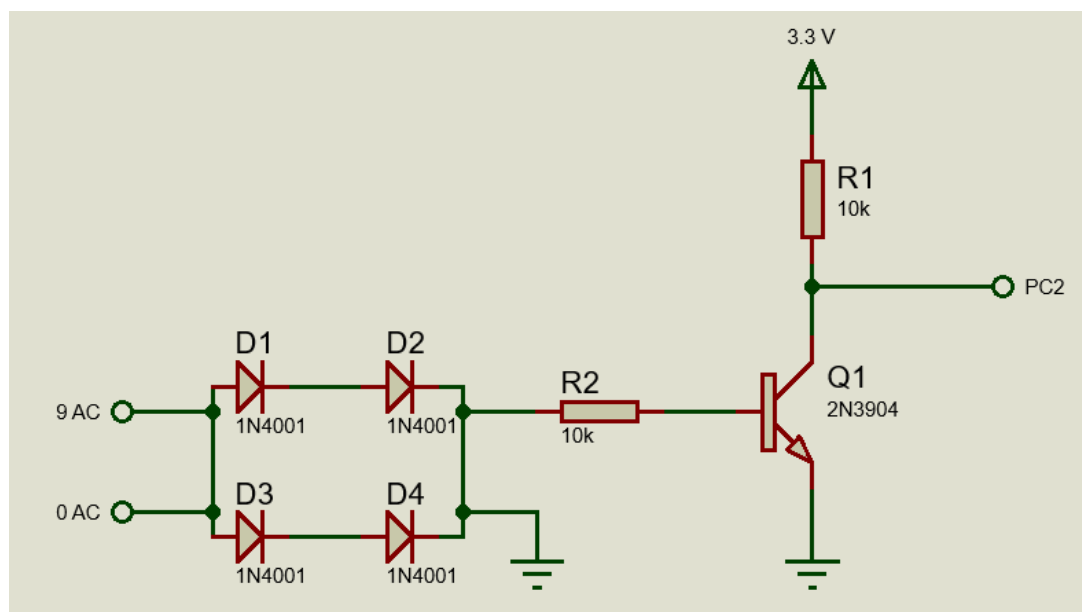 3.3 V
R1
10k
PC2
D1
1N4001
D2
1N4001
R2
10k
Q1
2N3904
9 AC
0 AC
D3
1N4001
D4
1N4001